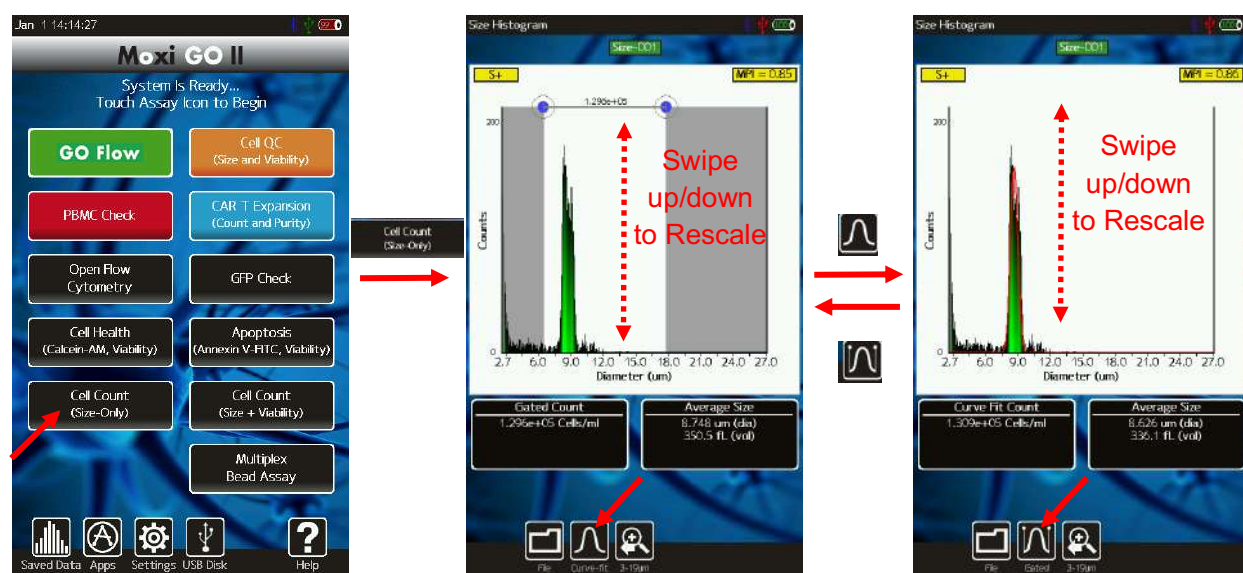 Jan 1 14:14:27
Moxi GO II
System Is Ready...
Touch Assay Icon to Begin
GO Flow
Cell QC
(Size and Viability)
PBMC Check
CAR T Expansion
(Count and Purity)
Open Flow
Cytometry
GFP Check
Cell Health
(Calcein-AM, Viability)
Apoptosis
(Annexin V-FITC, Viability)
Cell Count
(Size-Only)
Cell Count
(Size + Viability)
Multiplex
Bead Assay
Saved Data
Apps
Settings
USB Disk
Help
Cell Count
(Size-Only)
Size Histogram
Size-001
S+
MPI = 0.85
1.296e+05
200
Counts
0
2.7 6.0 9.0 12.0 15.0 18.0 21.0 24.0 27.0
Diameter (um)
Swipe
up/down
to Rescale
Gated Count
1.296e+05 Cells/ml
Average Size
8.748 um (dia)
350.5 fL (vol)
File
Curve-fit
3-19um
Size Histogram
Size-001
S+
MPI = 0.86
200
Counts
0
2.7 6.0 9.0 12.0 15.0 18.0 21.0 24.0 27.0
Diameter (um)
Swipe
up/down
to Rescale
Curve Fit Count
1.309e+05 Cells/ml
Average Size
8.626 um (dia)
336.1 fL (vol)
File
Gated
3-19um